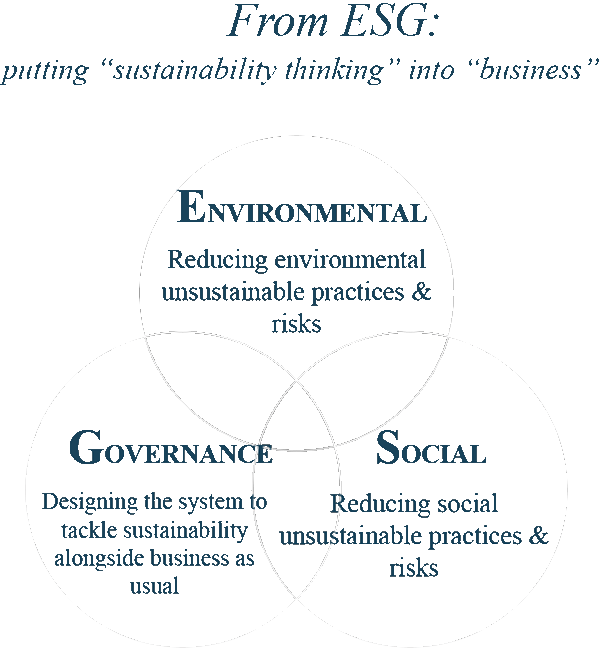 From ESG:
putting “sustainability thinking” into “business”
ENVIRONMENTAL
Reducing environmental
unsustainable practices &
risks
GOVERNANCE
Designing the system to
tackle sustainability
alongside business as
usual
SOCIAL
Reducing social
unsustainable practices &
risks